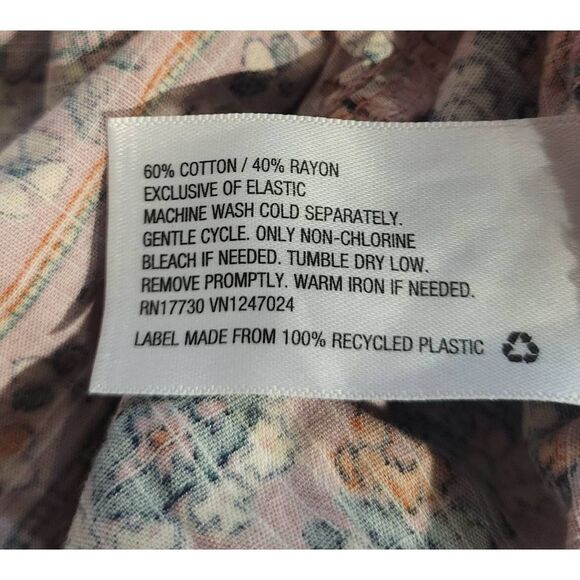 60% COTTON / 40% RAYON
EXCLUSIVE OF ELASTIC
MACHINE WASH COLD SEPARATELY.
GENTLE CYCLE. ONLY NON-CHLORINE
BLEACH IF NEEDED. TUMBLE DRY LOW.
REMOVE PROMPTLY. WARM IRON IF NEEDED.
RN17730 VN1247024
LABEL MADE FROM 100% RECYCLED PLASTIC